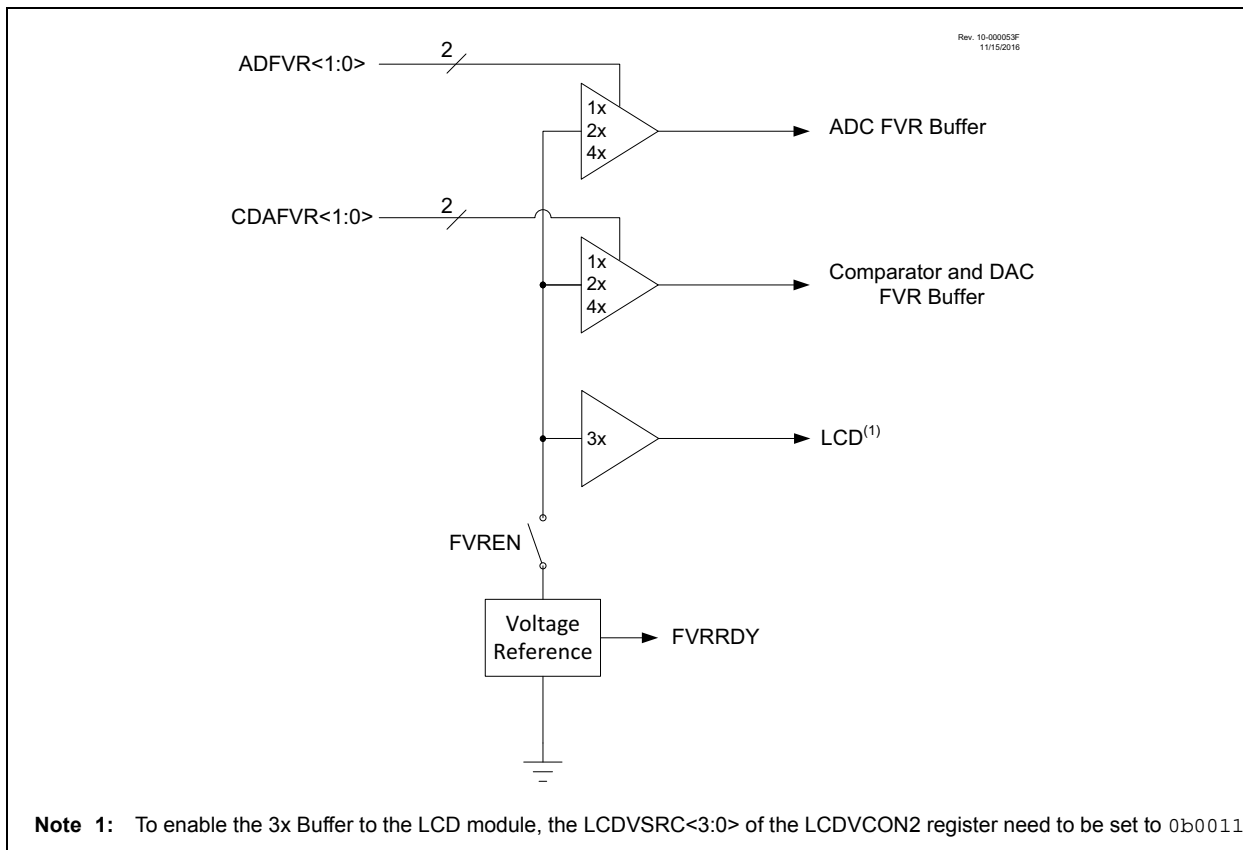 Rev. 10-000053F
11/15/2016
ADFVR<1:0>
2
1x
2x
4x
ADC FVR Buffer
CDAFVR<1:0>
2
1x
2x
4x
Comparator and DAC
FVR Buffer
3x
LCD(1)
FVREN
Voltage
Reference
FVRRDY
Note 1: To enable the 3x Buffer to the LCD module, the LCDVSRC<3:0> of the LCDVCON2 register need to be set to 0b0011